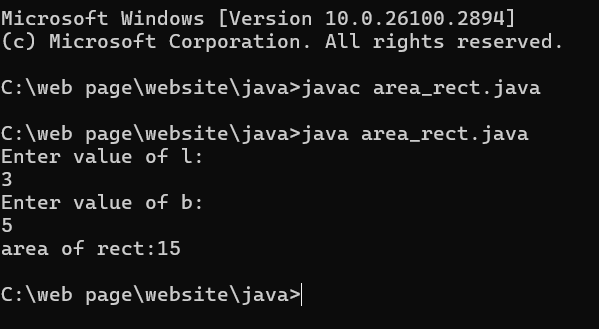 Microsoft Windows [Version 10.0.26100.2894]
(c) Microsoft Corporation. All rights reserved.
C:\web page\website\java>javac area_rect.java
C:\web page\website\java>java area_rect.java
Enter value of l:
3
Enter value of b:
5
area of rect:15
C:\web page\website\java>